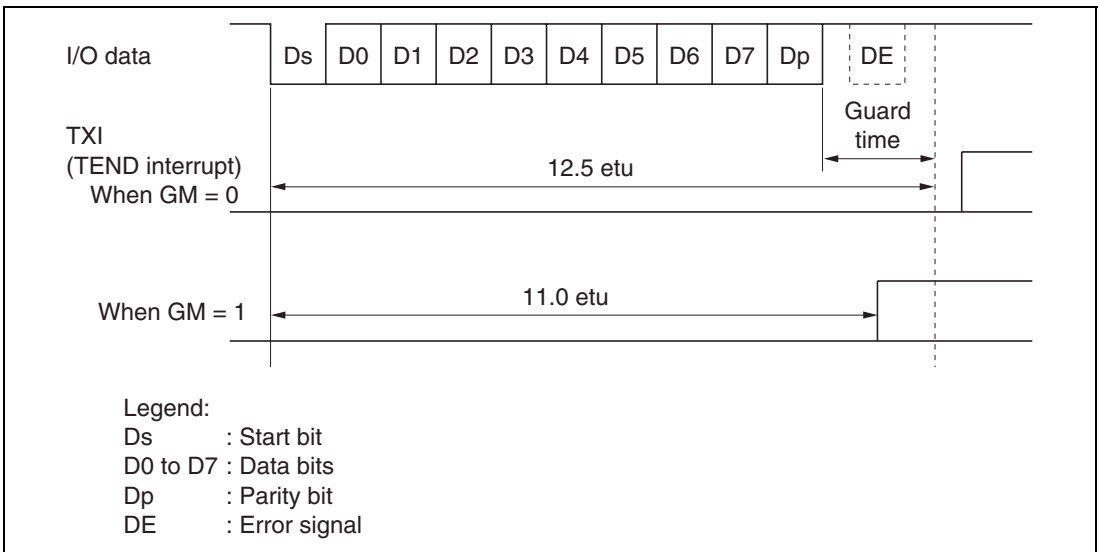 I/O data
Ds D0 D1 D2 D3 D4 D5 D6 D7 Dp DE
Guard
time
TXI
(TEND interrupt)
When GM = 0
12.5 etu
When GM = 1
11.0 etu
Legend:
Ds : Start bit
D0 to D7 : Data bits
Dp : Parity bit
DE : Error signal